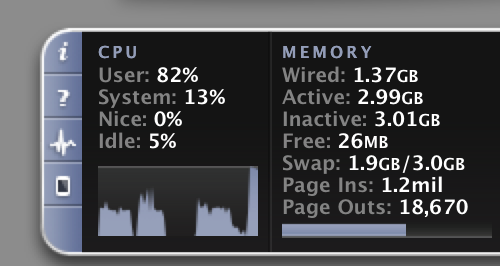 CPU
User: 82%
System: 13%
Nice: 0%
Idle: 5%
MEMORY
Wired: 1.37GB
Active: 2.99GB
Inactive: 3.01GB
Free: 26MB
Swap: 1.9GB/3.0GB
Page Ins: 1.2mil
Page Outs: 18,670
i
?